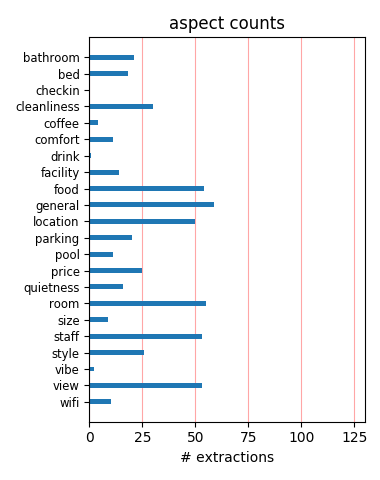 aspect counts
bathroom
bed
checkin
cleanliness
coffee
comfort
drink
facility
food
general
location
parking
pool
price
quietness
room
size
staff
style
vibe
view
wifi
0 25 50 75 100 125
# extractions